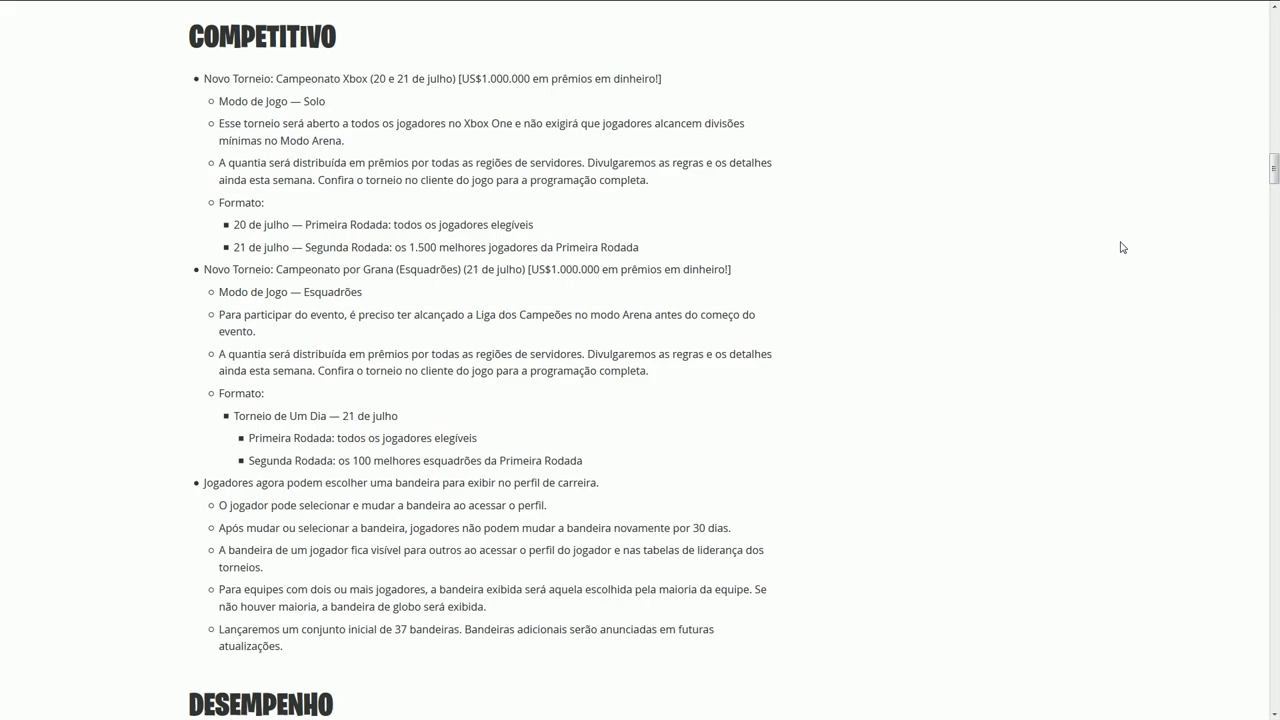 COMPETITIVO
Novo Torneio: Campeonato Xbox (20 e 21 de julho) [US$1.000.000 em prêmios em dinheiro!]
Modo de Jogo — Solo
Esse torneio será aberto a todos os jogadores no Xbox One e não exigirá que jogadores alcancem divisões
mínimas no Modo Arena.
A quantia será distribuída em prêmios por todas as regiões de servidores. Divulgaremos as regras e os detalhes
ainda esta semana. Confira o torneio no cliente do jogo para a programação completa.
Formato:
20 de julho — Primeira Rodada: todos os jogadores elegíveis
21 de julho — Segunda Rodada: os 1.500 melhores jogadores da Primeira Rodada
Novo Torneio: Campeonato por Grana (Esquadrões) (21 de julho) [US$1.000.000 em prêmios em dinheiro!]
Modo de Jogo — Esquadrões
Para participar do evento, é preciso ter alcançado a Liga dos Campeões no modo Arena antes do começo do
evento.
A quantia será distribuída em prêmios por todas as regiões de servidores. Divulgaremos as regras e os detalhes
ainda esta semana. Confira o torneio no cliente do jogo para a programação completa.
Formato:
Torneio de Um Dia — 21 de julho
Primeira Rodada: todos os jogadores elegíveis
Segunda Rodada: os 100 melhores esquadrões da Primeira Rodada
Jogadores agora podem escolher uma bandeira para exibir no perfil de carreira.
O jogador pode selecionar e mudar a bandeira ao acessar o perfil.
Após mudar ou selecionar a bandeira, jogadores não podem mudar a bandeira novamente por 30 dias.
A bandeira de um jogador fica visível para outros ao acessar o perfil do jogador e nas tabelas de liderança dos
torneios.
Para equipes com dois ou mais jogadores, a bandeira exibida será aquela escolhida pela maioria da equipe. Se
não houver maioria, a bandeira de globo será exibida.
Lançaremos um conjunto inicial de 37 bandeiras. Bandeiras adicionais serão anunciadas em futuras
atualizações.
DESEMPENHO